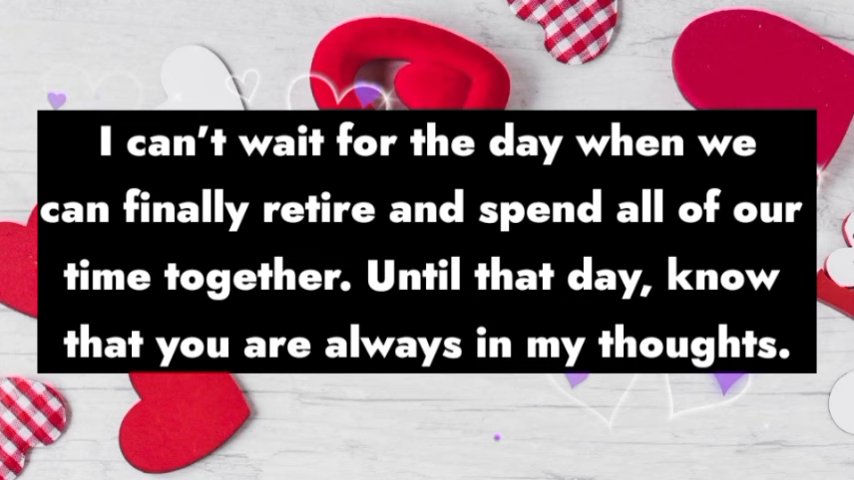 I can’t wait for the day when we
can finally retire and spend all of our
time together. Until that day, know
that you are always in my thoughts.